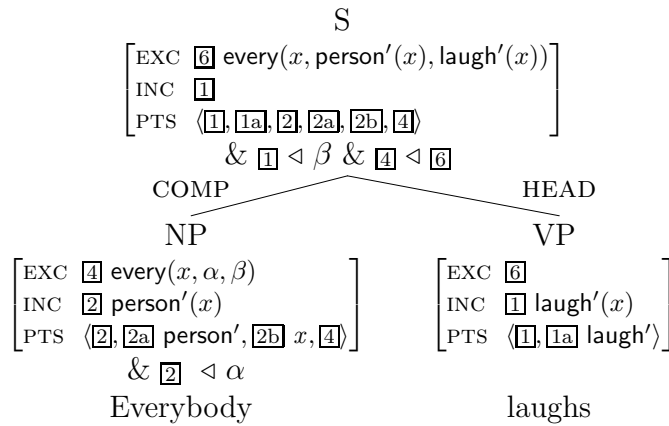 S
EXC 6 every(x, person′(x), laugh′(x))
INC 1
PTS ⟨1, 1a, 2, 2a, 2b, 4⟩
& 1 ◁ β & 4 ◁ 6
COMP HEAD
NP VP
EXC 4 every(x, α, β) EXC 6
INC 2 person′(x) INC 1 laugh′(x)
PTS ⟨2, 2a person′, 2b x, 4⟩ PTS ⟨1, 1a laugh′⟩
& 2 ◁ α
Everybody laughs